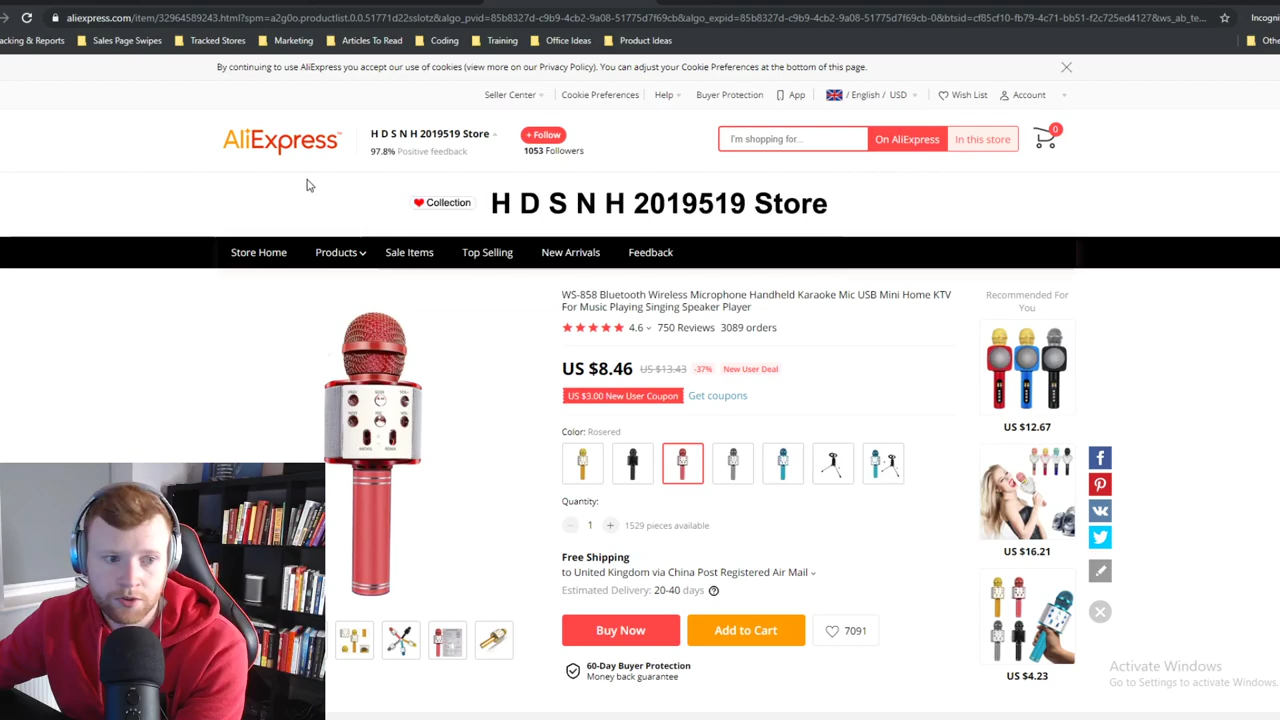 aliexpress.com/item/32964589243.html?spm=a2g0o.productlist.0.0.51771d22sslotz&algo_pvid=85b8327d-c9b9-4cb2-9a08-51775d7f69cb&algo_expid=85b8327d-c9b9-4cb2-9a08-51775d7f69cb-0&btsid=cf85cf10-fb79-4c71-bb51-f2c725ed4127&ws_ab_te...
Incog
acking & Reports Sales Page Swipes Tracked Stores Marketing Articles To Read Coding Training Office Ideas Product Ideas Othe
By continuing to use AliExpress you accept our use of cookies (view more on our Privacy Policy). You can adjust your Cookie Preferences at the bottom of this page.
Seller Center Cookie Preferences Help Buyer Protection App / English / USD Wish List Account
AliExpress™
H D S N H 2019519 Store
97.8% Positive feedback
+ Follow
1053 Followers
I'm shopping for... On AliExpress In this store 0
Collection H D S N H 2019519 Store
Store Home Products Sale Items Top Selling New Arrivals Feedback
WS-858 Bluetooth Wireless Microphone Handheld Karaoke Mic USB Mini Home KTV
For Music Playing Singing Speaker Player
4.6 750 Reviews 3089 orders
US $8.46 US $13.43 -37% New User Deal
US $3.00 New User Coupon Get coupons
Color: Rosered
Quantity:
1 1529 pieces available
Free Shipping
to United Kingdom via China Post Registered Air Mail
Estimated Delivery: 20-40 days
Buy Now Add to Cart 7091
60-Day Buyer Protection
Money back guarantee
Recommended For
You
US $12.67
US $16.21
US $4.23
Activate Windows
Go to Settings to activate Windows.